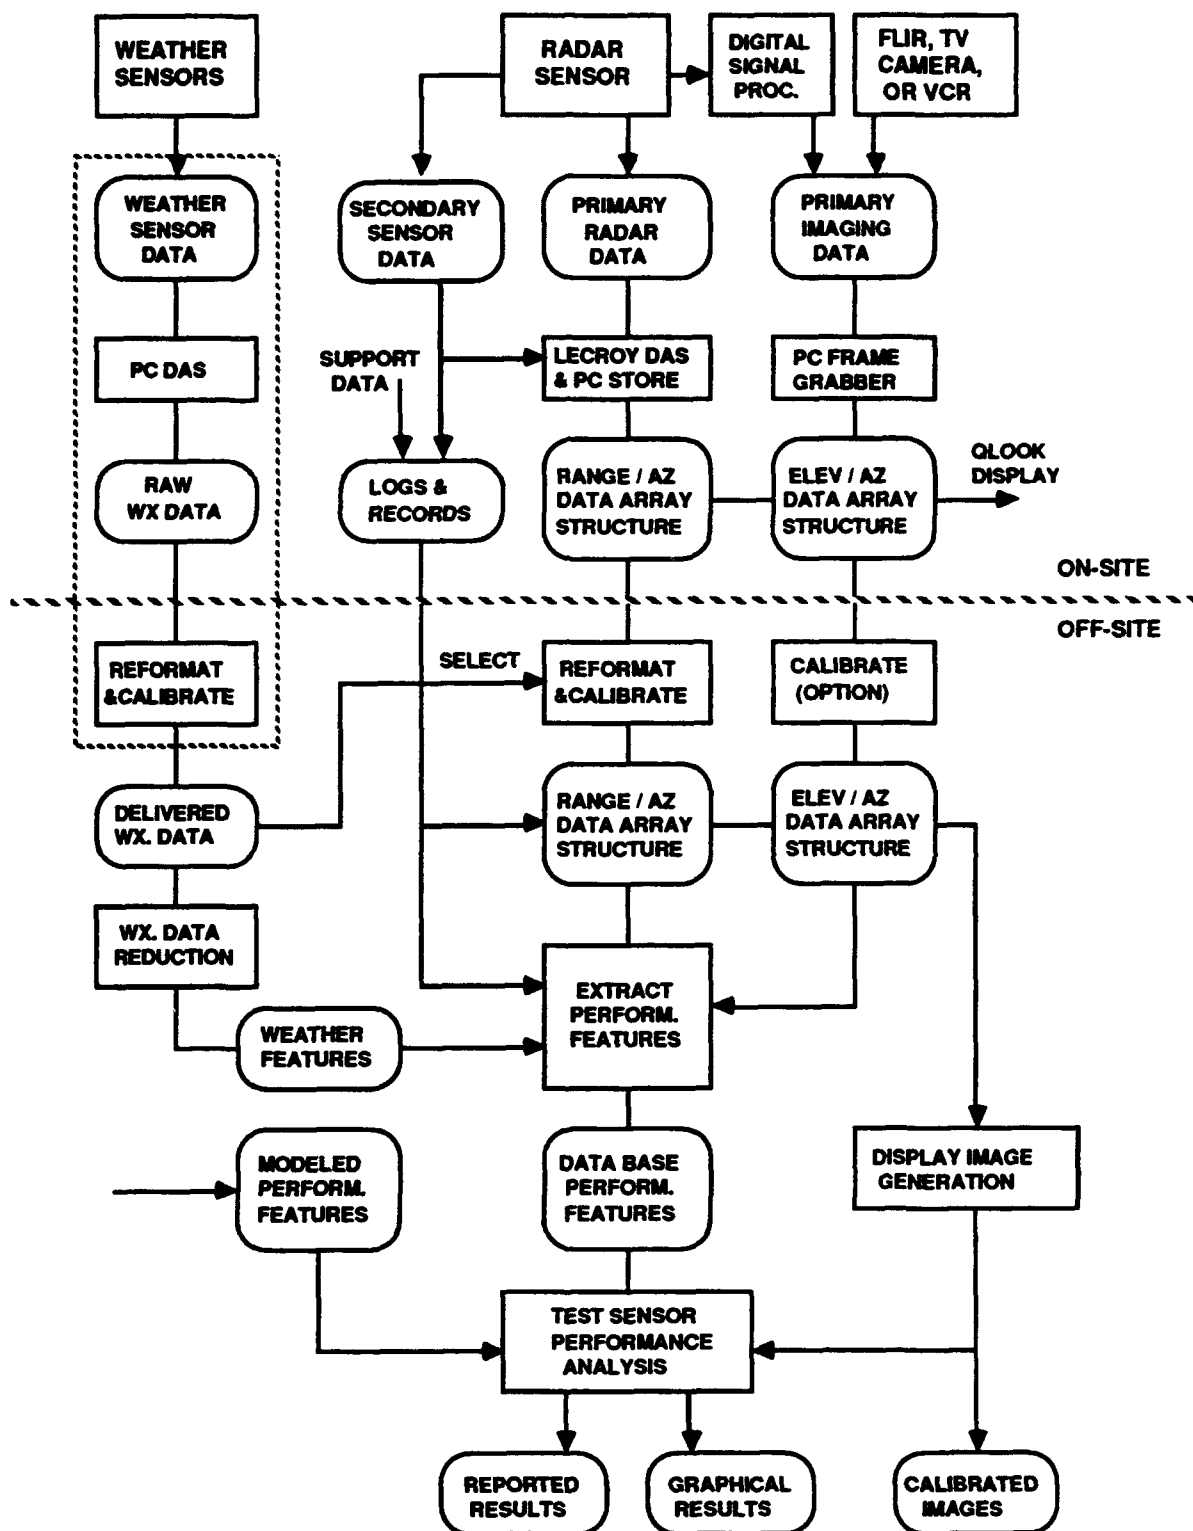 WEATHER
SENSORS
RADAR
SENSOR
DIGITAL
SIGNAL
PROC.
FLIR, TV
CAMERA,
OR VCR
WEATHER
SENSOR
DATA
SECONDARY
SENSOR
DATA
PRIMARY
RADAR
DATA
PRIMARY
IMAGING
DATA
PC DAS
SUPPORT
DATA
LECROY DAS
& PC STORE
PC FRAME
GRABBER
RAW
WX DATA
LOGS &
RECORDS
RANGE / AZ
DATA ARRAY
STRUCTURE
ELEV / AZ
DATA ARRAY
STRUCTURE
QLOOK
DISPLAY
ON-SITE
OFF-SITE
REFORMAT
&CALIBRATE
SELECT
REFORMAT
&CALIBRATE
CALIBRATE
(OPTION)
DELIVERED
WX. DATA
RANGE / AZ
DATA ARRAY
STRUCTURE
ELEV / AZ
DATA ARRAY
STRUCTURE
WX. DATA
REDUCTION
WEATHER
FEATURES
EXTRACT
PERFORM.
FEATURES
MODELED
PERFORM.
FEATURES
DATA BASE
PERFORM.
FEATURES
DISPLAY IMAGE
GENERATION
TEST SENSOR
PERFORMANCE
ANALYSIS
REPORTED
RESULTS
GRAPHICAL
RESULTS
CALIBRATED
IMAGES